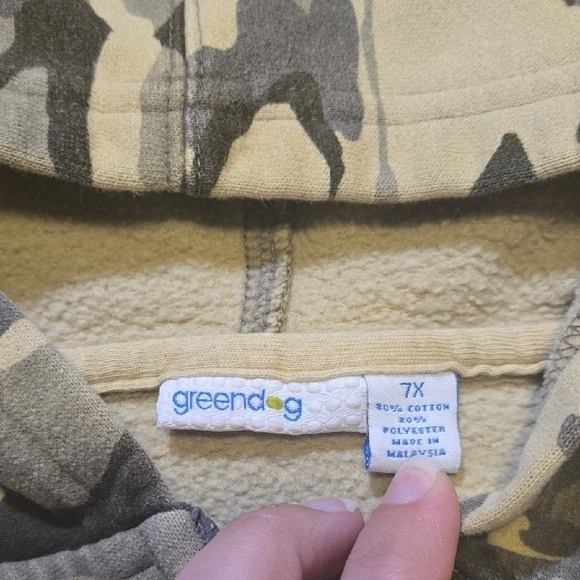 greendog
7X
80% COTTON
20%
POLYESTER
MADE IN
MALAYSIA